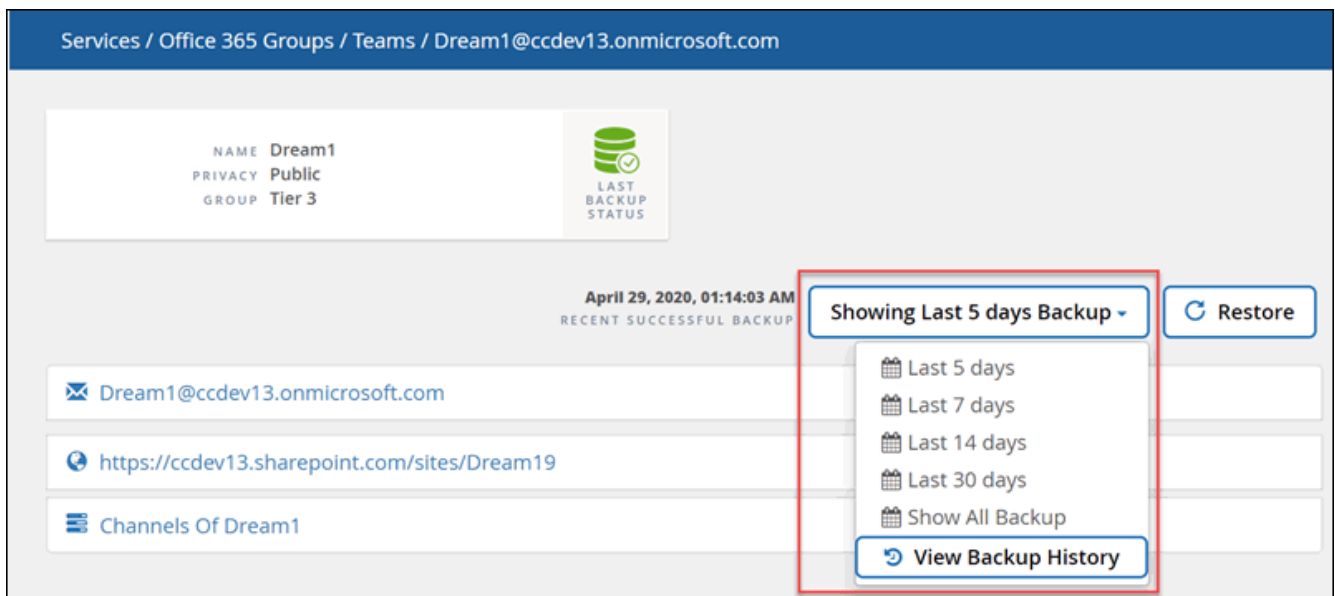 Services / Office 365 Groups / Teams / Dream1@ccdev13.onmicrosoft.com
NAME Dream1
PRIVACY Public
GROUP Tier 3
LAST
BACKUP
STATUS
April 29, 2020, 01:14:03 AM
RECENT SUCCESSFUL BACKUP
Showing Last 5 days Backup
Restore
Last 5 days
Last 7 days
Last 14 days
Last 30 days
Show All Backup
View Backup History
Dream1@ccdev13.onmicrosoft.com
https://ccdev13.sharepoint.com/sites/Dream19
Channels Of Dream1